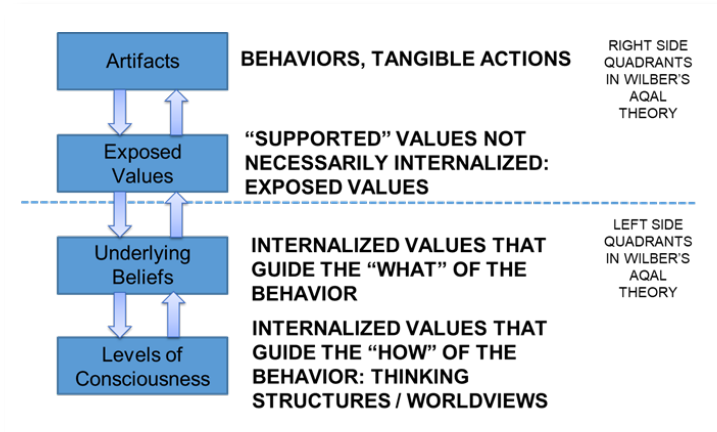 Artifacts
BEHAVIORS, TANGIBLE ACTIONS
RIGHT SIDE
QUADRANTS
IN WILBER'S
AQAL
THEORY
Exposed
Values
“SUPPORTED” VALUES NOT
NECESSARILY INTERNALIZED:
EXPOSED VALUES
Underlying
Beliefs
INTERNALIZED VALUES THAT
GUIDE THE “WHAT” OF THE
BEHAVIOR
LEFT SIDE
QUADRANTS
IN WILBER'S
AQAL
THEORY
Levels of
Consciousness
INTERNALIZED VALUES THAT
GUIDE THE “HOW” OF THE
BEHAVIOR: THINKING
STRUCTURES / WORLDVIEWS